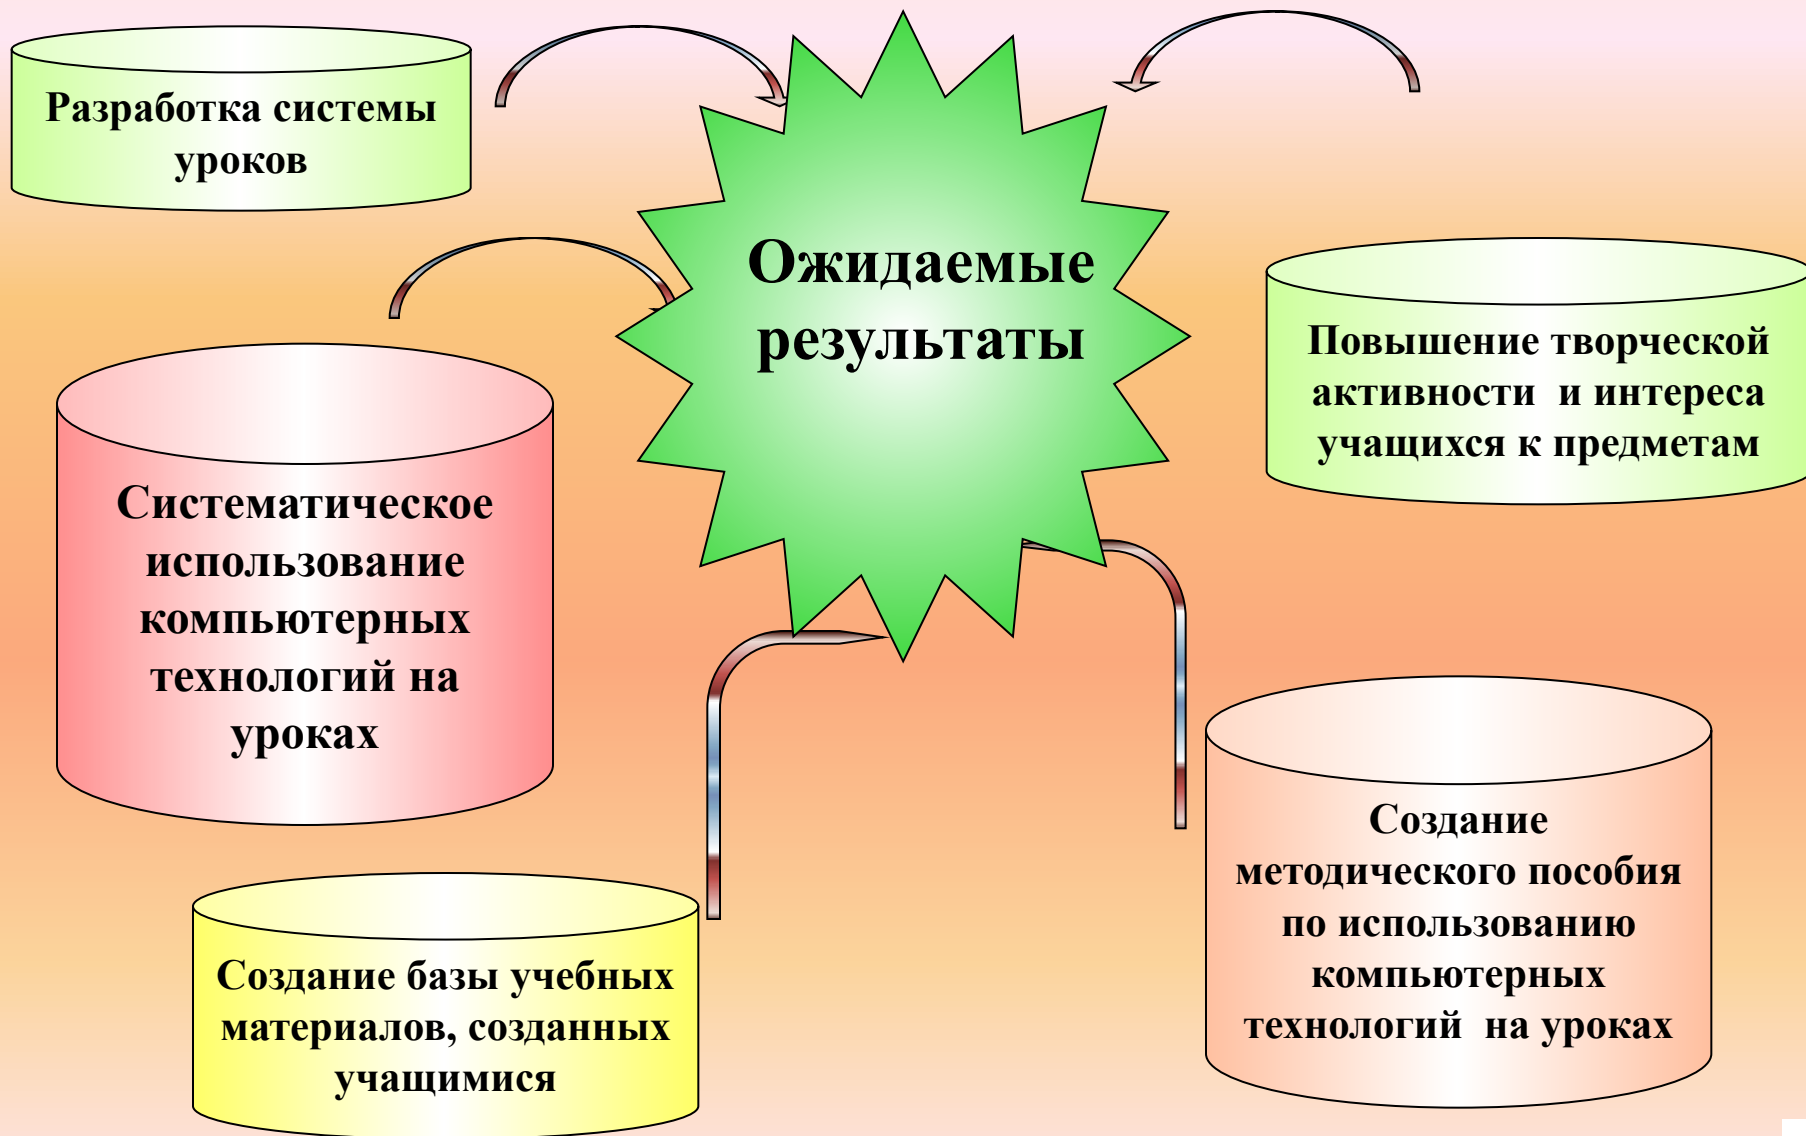 Разработка системы
уроков
Ожидаемые
результаты
Повышение творческой
активности и интереса
учащихся к предметам
Систематическое
использование
компьютерных
технологий на
уроках
Создание
методического пособия
по использованию
компьютерных
технологий на уроках
Создание базы учебных
материалов, созданных
учащимися